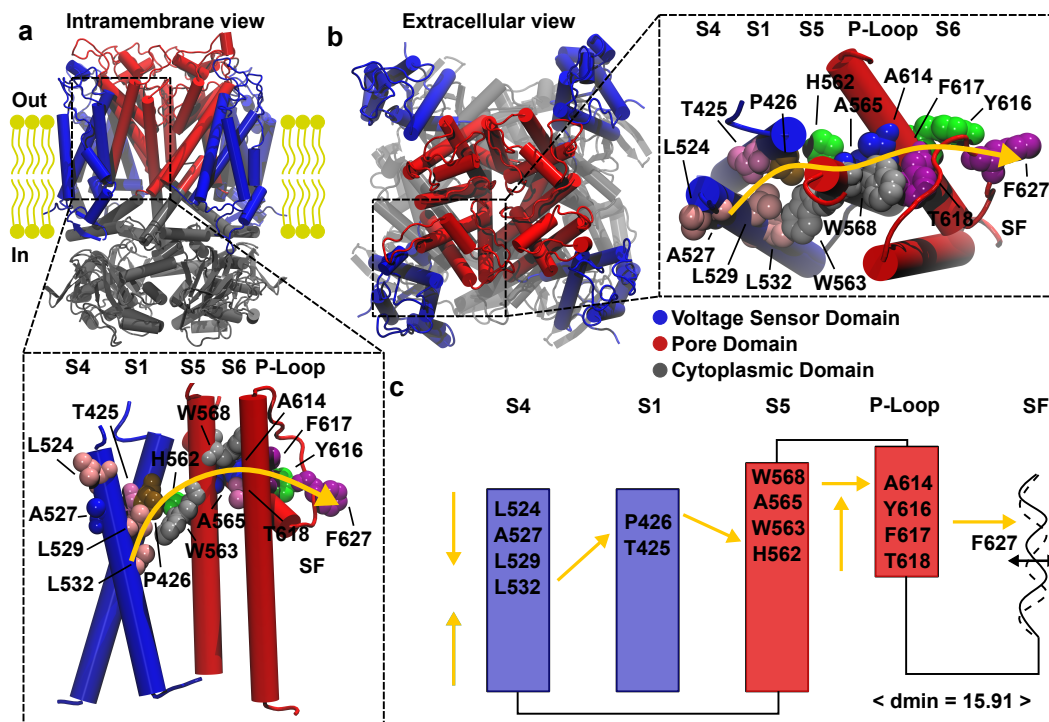 a
Intramembrane view
Out
In
b
Extracellular view
S4 S1 S5 P-Loop S6
T425
P426
H562
A565
A614
F617
Y616
L524
F627
T618
SF
W568
A527
L529
L532
W563
Voltage Sensor Domain
Pore Domain
Cytoplasmic Domain
S4 S1 S5 S6 P-Loop
T425
W568
A614
L524
F617
H562
Y616
A527
A565
T618
F627
L529
W563
SF
L532
P426
c
S4 S1 S5 P-Loop SF
L524
A527
L529
L532
P426
T425
W568
A565
W563
H562
A614
Y616
F617
T618
F627
< dmin = 15.91 >